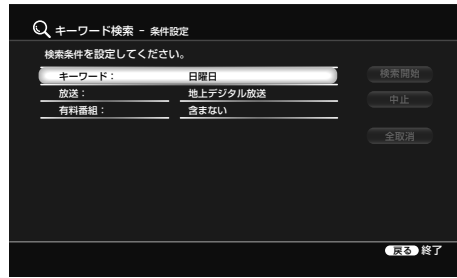 キーワード検索 - 条件設定
検索条件を設定してください。
キーワード： 日曜日
検索開始
放送： 地上デジタル放送
中止
有料番組： 含まない
全取消
戻る 終了